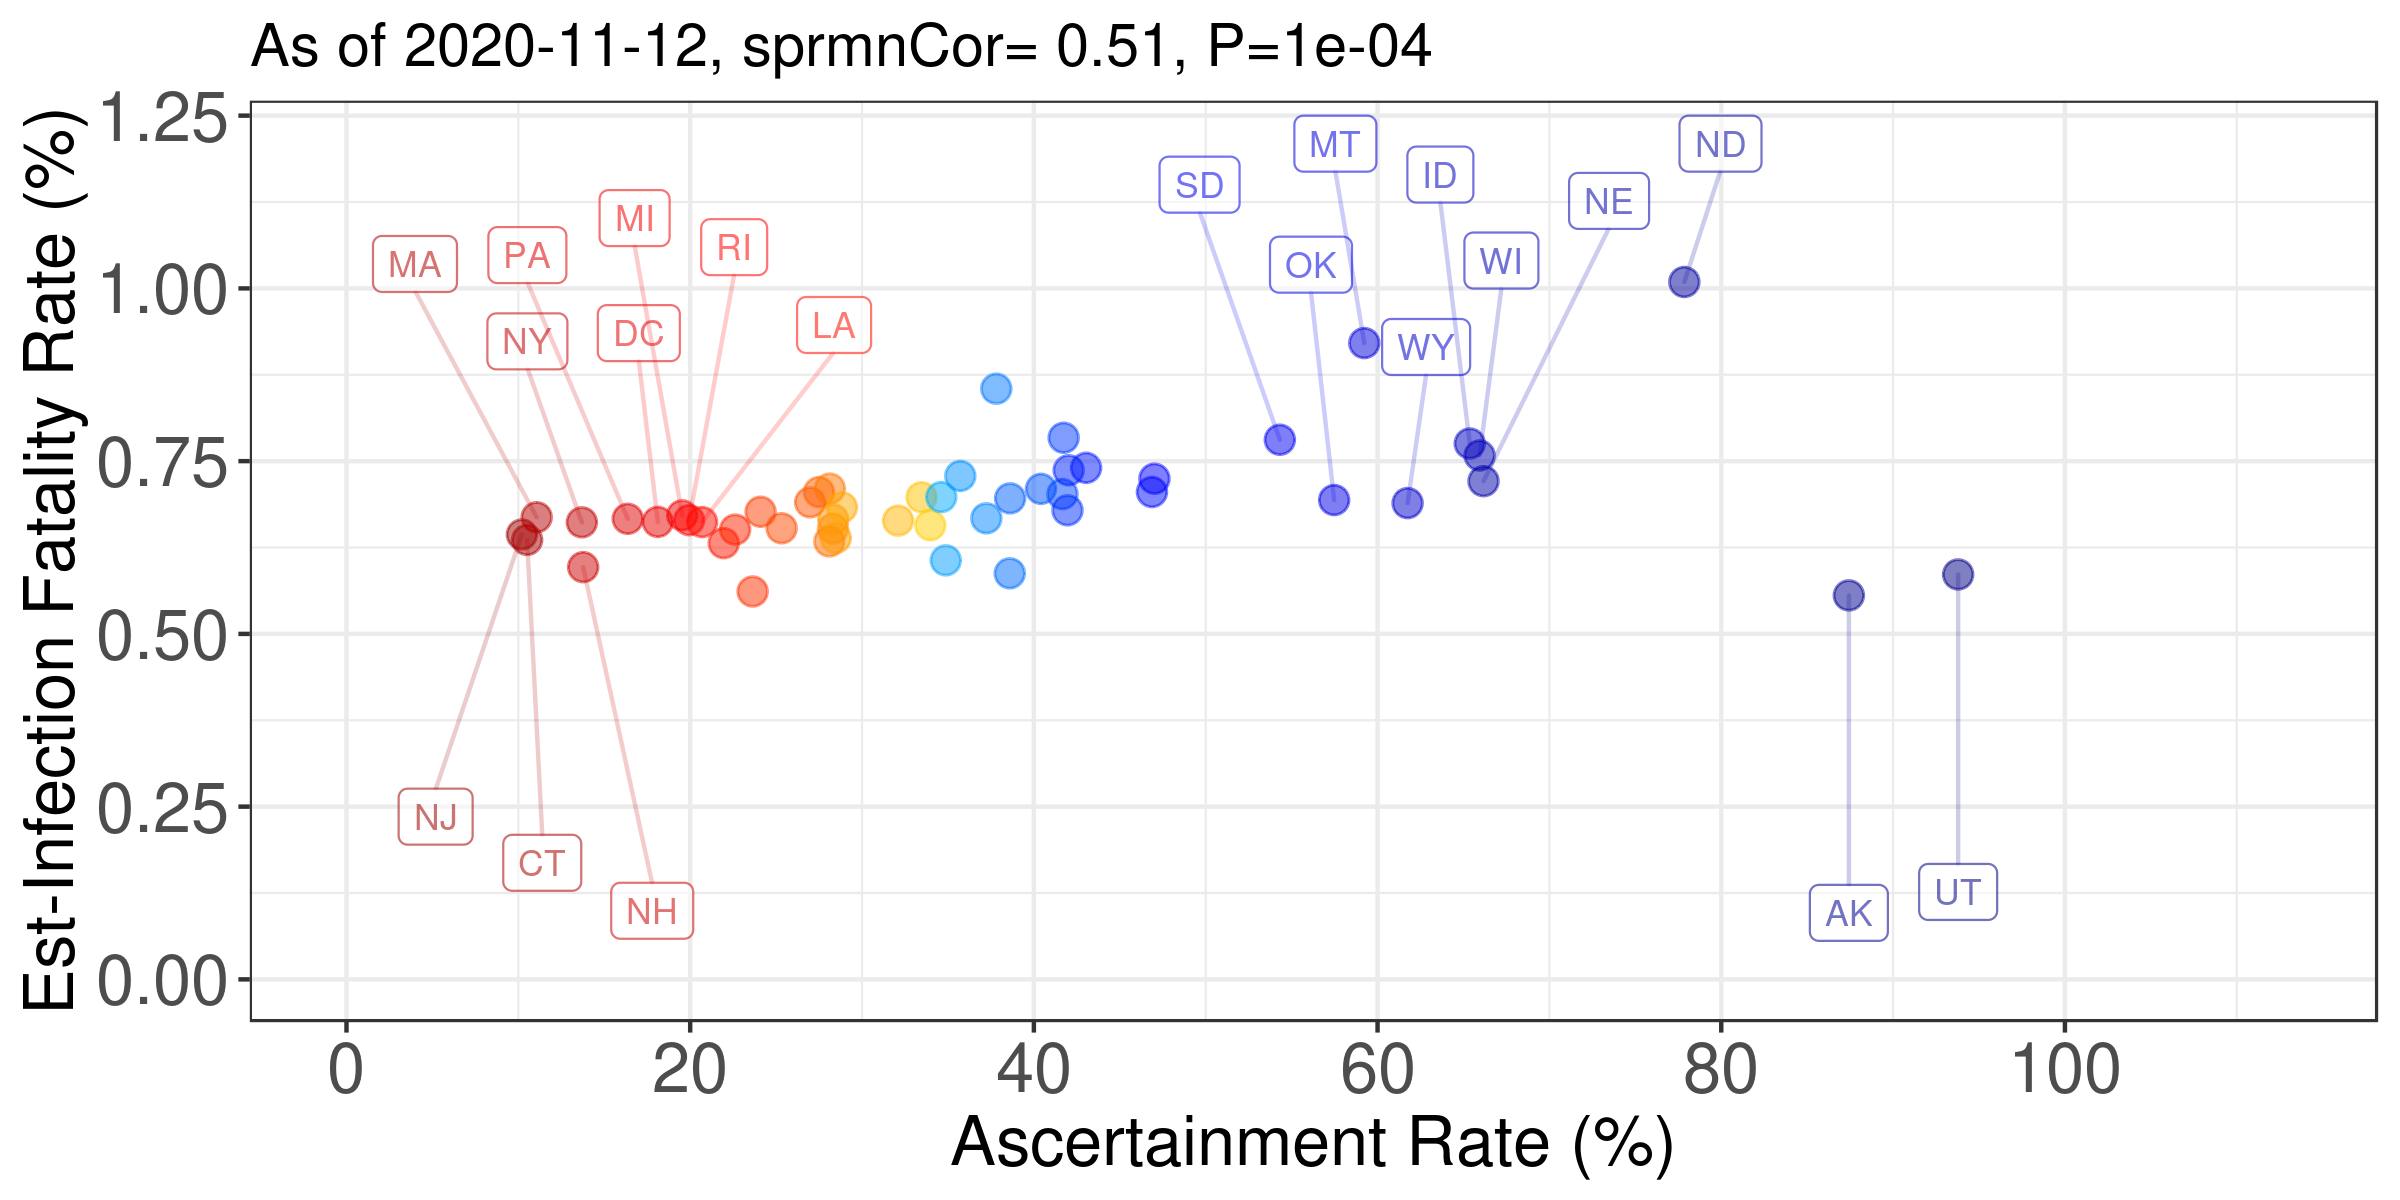 As of 2020-11-12, sprmnCor= 0.51, P=1e-04
Est-Infection Fatality Rate (%)
1.25
1.00
0.75
0.50
0.25
0.00
MA
PA
MI
RI
NY
DC
LA
SD
MT
ID
NE
ND
OK
WI
WY
NJ
CT
NH
AK
UT
0
20
40
60
80
100
Ascertainment Rate (%)